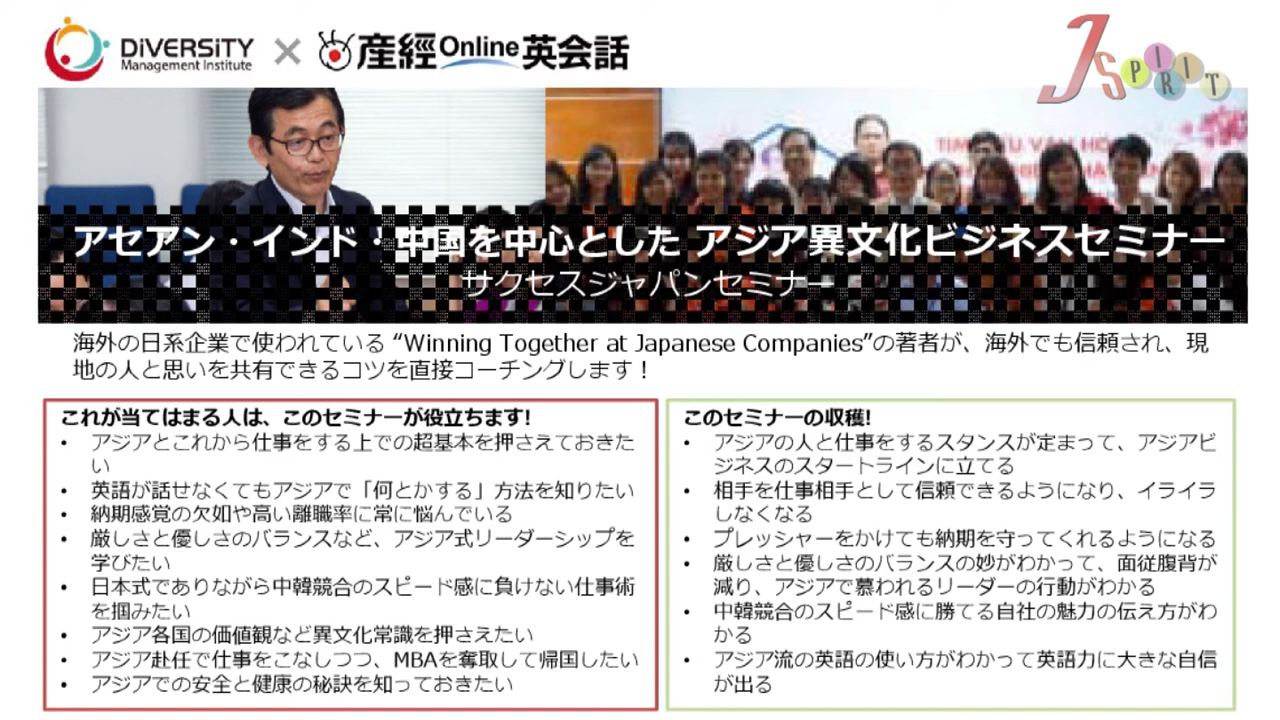 DiVERSiTY
Management Institute
×
産經Online英会話
J SPIRIT
アセアン・インド・中国を中心とした アジア異文化ビジネスセミナー
サクセスジャパンセミナー
海外の日系企業で使われている “Winning Together at Japanese Companies”の著者が、海外でも信頼され、現
地の人と思いを共有できるコツを直接コーチングします！
これが当てはまる人は、このセミナーが役立ちます!
• アジアとこれから仕事をする上での超基本を押さえておきた
い
• 英語が話せなくてもアジアで「何とかする」方法を知りたい
• 納期感覚の欠如や高い離職率に常に悩んでいる
• 厳しさと優しさのバランスなど、アジア式リーダーシップを
学びたい
• 日本式でありながら中韓競合のスピード感に負けない仕事術
を掴みたい
• アジア各国の価値観など異文化常識を押さえたい
• アジア赴任で仕事をこなしつつ、MBAを奪取して帰国したい
• アジアでの安全と健康の秘訣を知っておきたい
このセミナーの収穫!
• アジアの人と仕事をするスタンスが定まって、アジアビ
ジネスのスタートラインに立てる
• 相手を仕事相手として信頼できるようになり、イライラ
しなくなる
• プレッシャーをかけても納期を守ってくれるようになる
• 厳しさと優しさのバランスの妙がわかって、面従腹背が
減り、アジアで慕われるリーダーの行動がわかる
• 中韓競合のスピード感に勝てる自社の魅力の伝え方がわ
かる
• アジア流の英語の使い方がわかって英語力に大きな自信
が出る